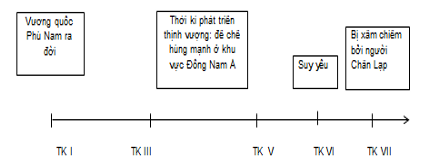 Vương quốc
Phù Nam ra
đời
Thời kì phát triển
thịnh vượng: đế chế
hùng mạnh ở khu
vực Đông Nam Á
Suy yếu
Bị xâm chiếm
bởi người
Chân Lạp
TK I
TK III
TK V
TK VI
TK VII